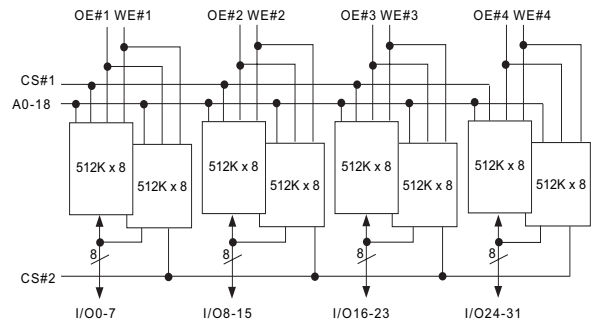 OE#1 WE#1 OE#2 WE#2 OE#3 WE#3 OE#4 WE#4
CS#1
A0-18
512K x 8 512K x 8 512K x 8 512K x 8
512K x 8 512K x 8 512K x 8 512K x 8
8 8 8 8
CS#2
I/O0-7 I/O8-15 I/O16-23 I/O24-31